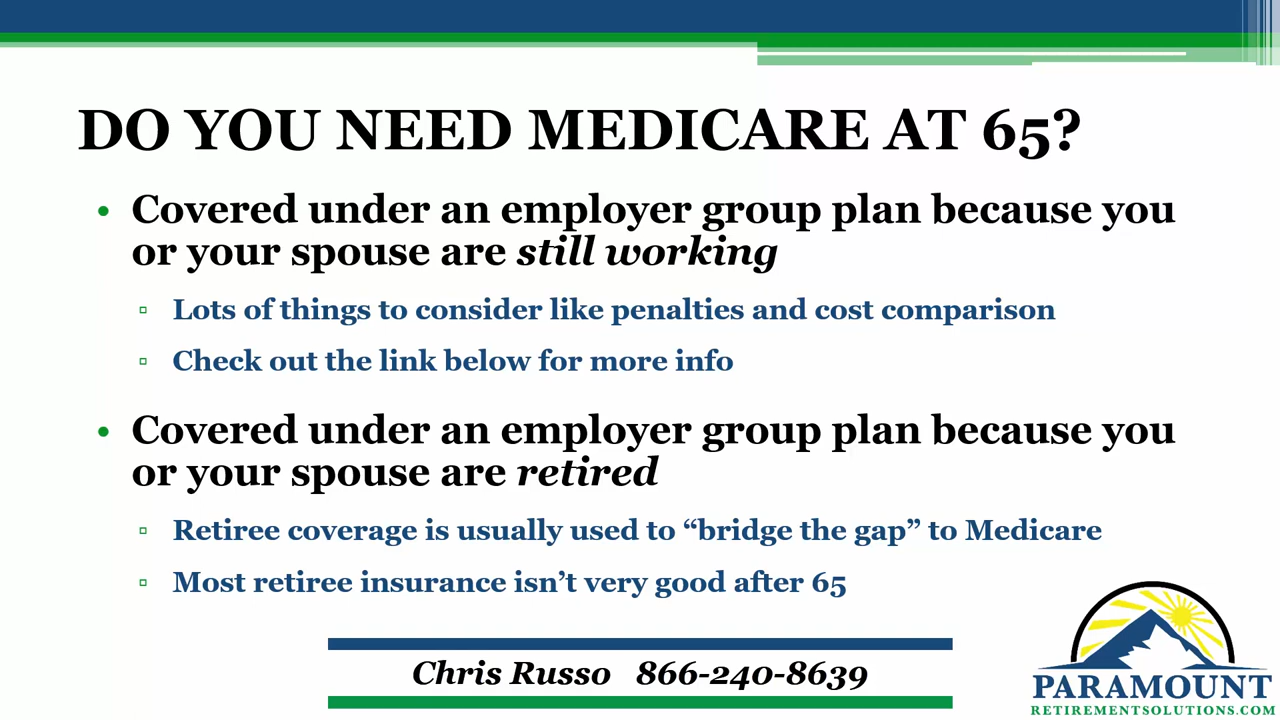 DO YOU NEED MEDICARE AT 65?
• Covered under an employer group plan because you
or your spouse are still working
▫ Lots of things to consider like penalties and cost comparison
▫ Check out the link below for more info
• Covered under an employer group plan because you
or your spouse are retired
▫ Retiree coverage is usually used to “bridge the gap” to Medicare
▫ Most retiree insurance isn’t very good after 65
Chris Russo 866-240-8639
PARAMOUNT
RETIREMENTSOLUTIONS.COM